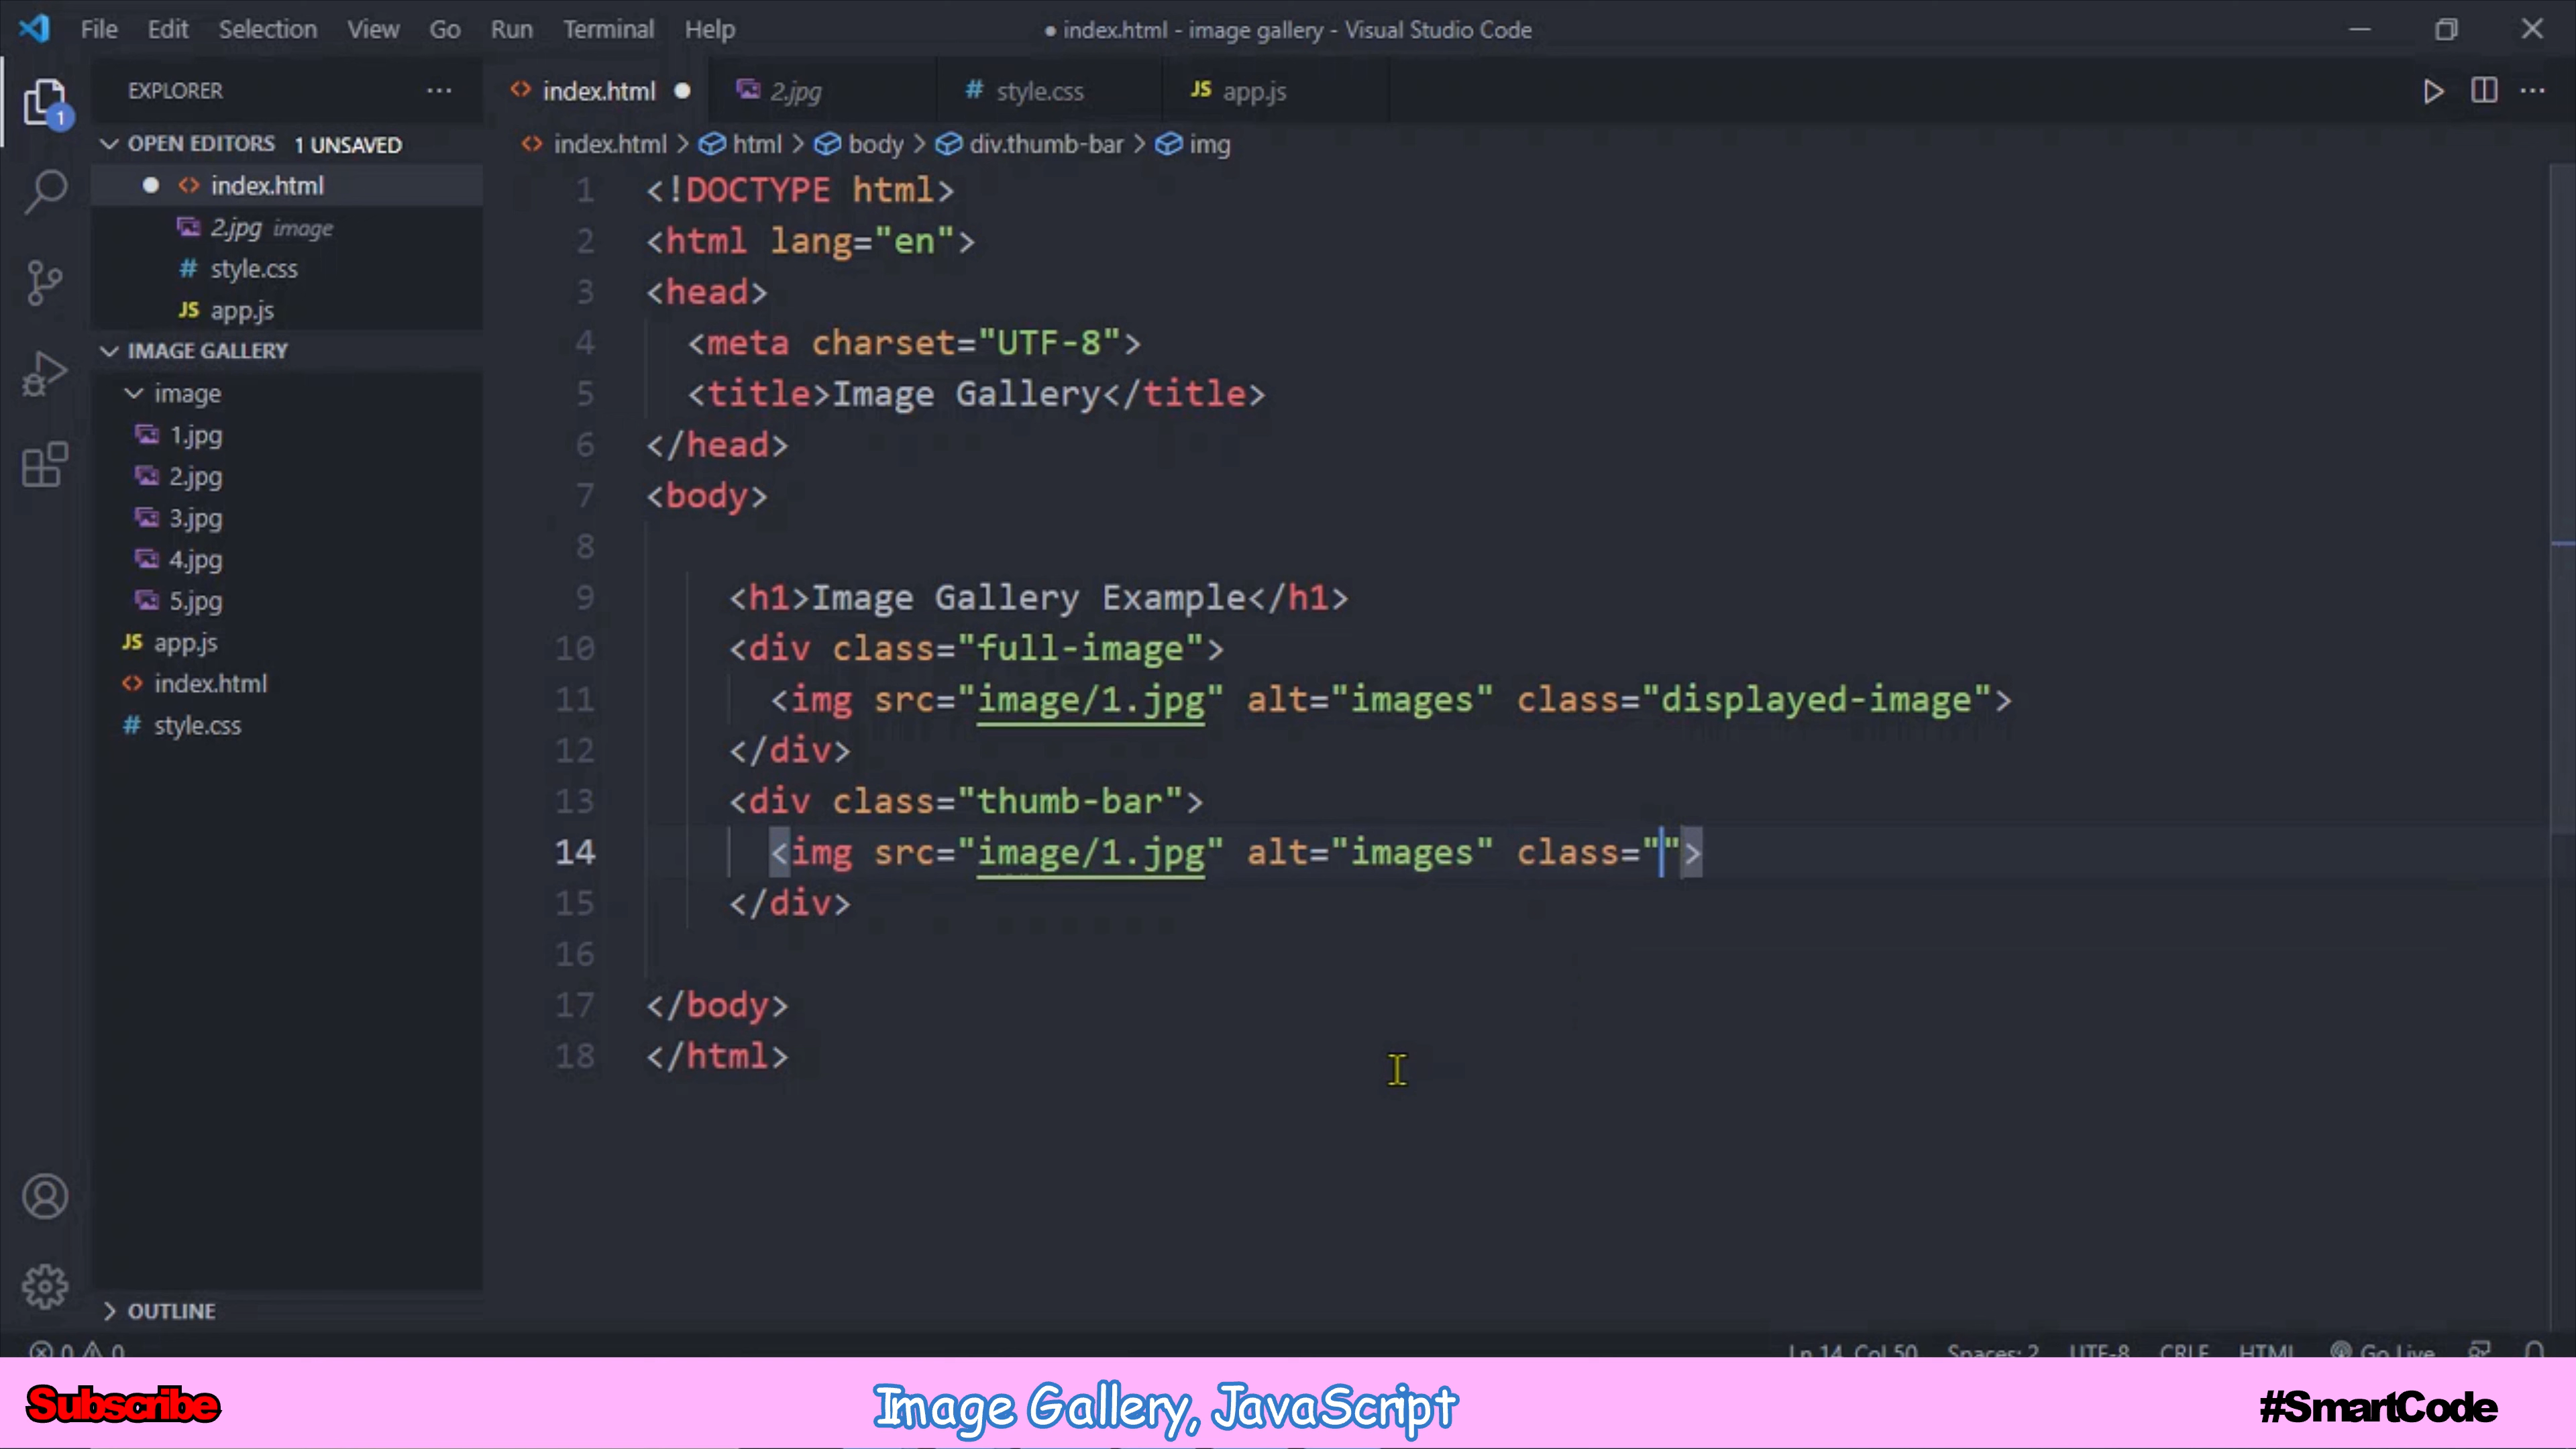 File Edit Selection View Go Run Terminal Help
● index.html - image gallery - Visual Studio Code
EXPLORER
index.html 2.jpg # style.css JS app.js
1
OPEN EDITORS 1 UNSAVED
index.html > html > body > div.thumb-bar > img
index.html
2.jpg image
# style.css
JS app.js
IMAGE GALLERY
image
1.jpg
2.jpg
3.jpg
4.jpg
5.jpg
JS app.js
index.html
# style.css
1 <!DOCTYPE html>
2 <html lang="en">
3 <head>
4 <meta charset="UTF-8">
5 <title>Image Gallery</title>
6 </head>
7 <body>
8
9 <h1>Image Gallery Example</h1>
10 <div class="full-image">
11 <img src="image/1.jpg" alt="images" class="displayed-image">
12 </div>
13 <div class="thumb-bar">
14 <img src="image/1.jpg" alt="images" class="">
15 </div>
16
17 </body>
18 </html>
OUTLINE
0 0 Ln 14, Col 50 Spaces: 2 UTF-8 CRLF HTML Go Live
Subscribe Image Gallery, JavaScript #SmartCode